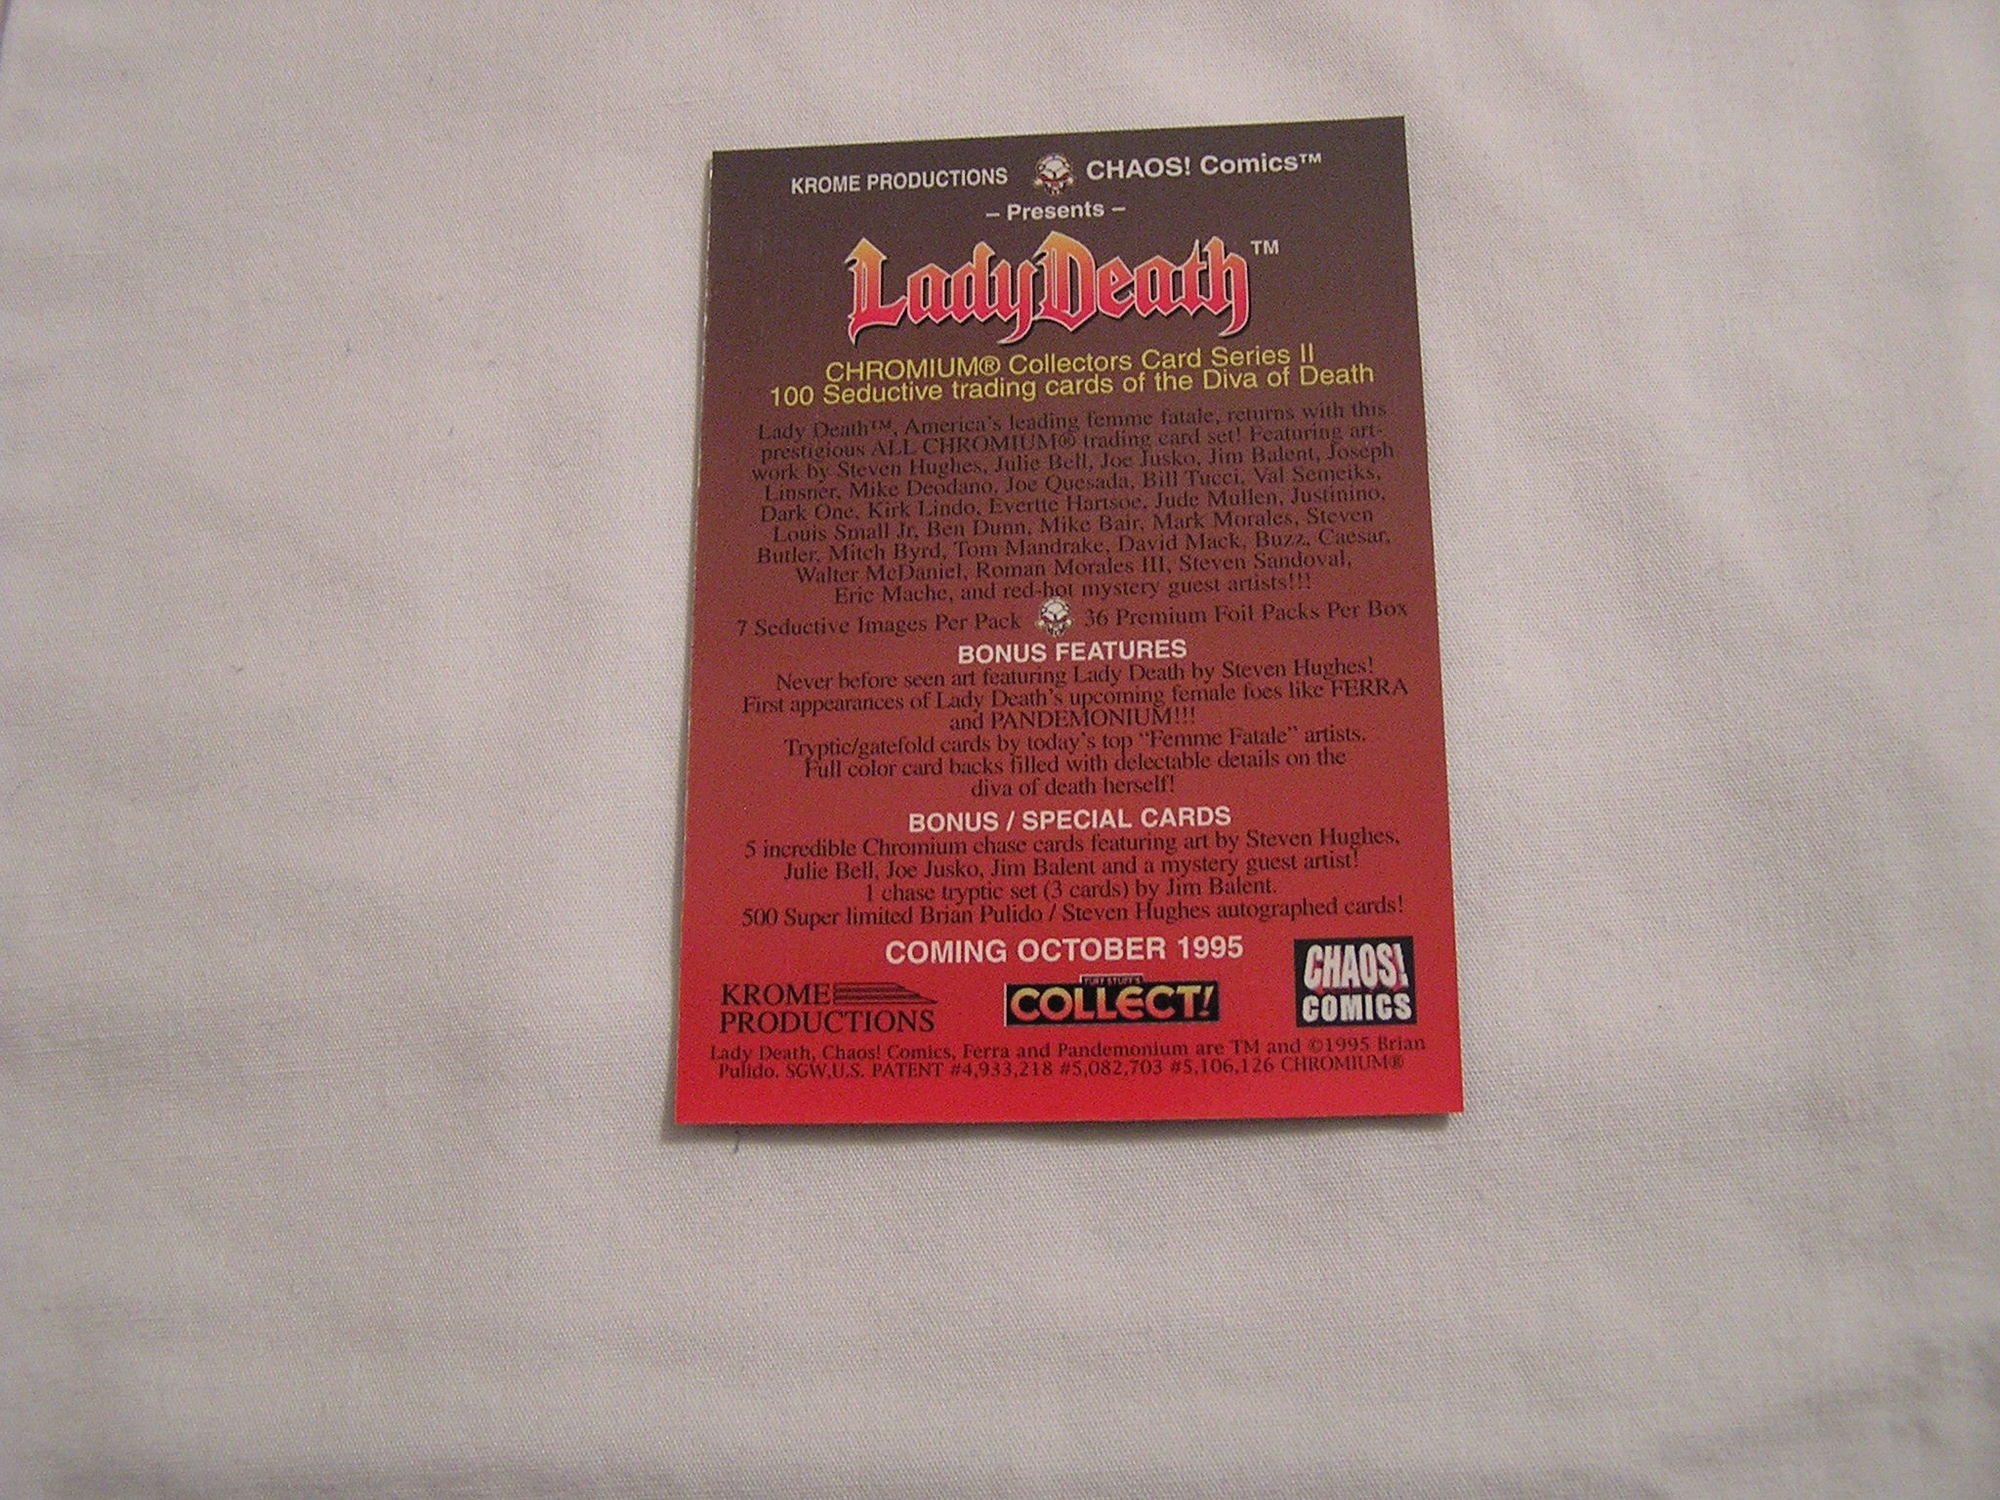 KROME PRODUCTIONS CHAOS! Comics™
– Presents –
Lady Death™
CHROMIUM® Collectors Card Series II
100 Seductive trading cards of the Diva of Death
Lady Death™, America's leading femme fatale, returns with this
prestigious ALL CHROMIUM® trading card set! Featuring art-
work by Steven Hughes, Julie Bell, Joe Jusko, Jim Balent, Joseph
Linsner, Mike Deodano, Joe Quesada, Bill Tucci, Val Semeiks,
Dark One, Kirk Lindo, Evertte Hartsoe, Jude Mullen, Justinino,
Louis Small Jr, Ben Dunn, Mike Bair, Mark Morales, Steven
Butler, Mitch Byrd, Tom Mandrake, David Mack, Buzz, Caesar,
Walter McDaniel, Roman Morales III, Steven Sandoval,
Eric Mache, and red-hot mystery guest artists!!!
7 Seductive Images Per Pack 36 Premium Foil Packs Per Box
BONUS FEATURES
Never before seen art featuring Lady Death by Steven Hughes!
First appearances of Lady Death's upcoming female foes like FERRA
and PANDEMONIUM!!!
Tryptic/gatefold cards by today's top "Femme Fatale" artists.
Full color card backs filled with delectable details on the
diva of death herself!
BONUS / SPECIAL CARDS
5 incredible Chromium chase cards featuring art by Steven Hughes,
Julie Bell, Joe Jusko, Jim Balent and a mystery guest artist!
1 chase tryptic set (3 cards) by Jim Balent.
500 Super limited Brian Pulido / Steven Hughes autographed cards!
COMING OCTOBER 1995
KROME
PRODUCTIONS
TUFF STUFF'S
COLLECT!
CHAOS!
COMICS
Lady Death, Chaos! Comics, Ferra and Pandemonium are TM and ©1995 Brian
Pulido. SGW,U.S. PATENT #4,933,218 #5,082,703 #5,106,126 CHROMIUM®